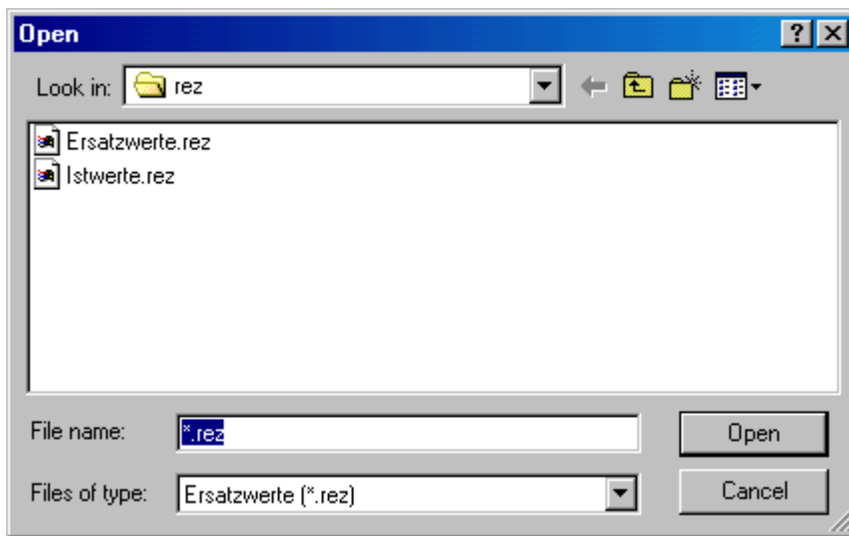 Open
Look in: rez
Ersatzwerte.rez
Istwerte.rez
File name: *.rez Open
Files of type: Ersatzwerte (*.rez) Cancel